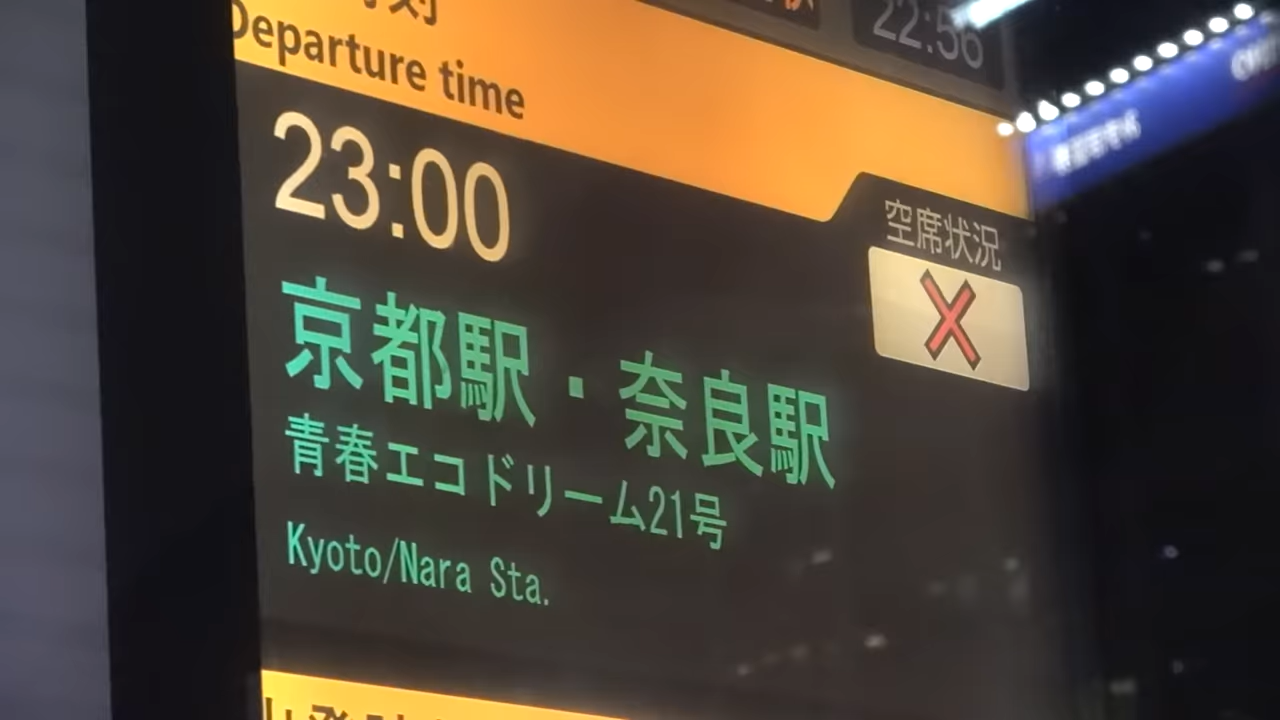 22:56
Departure time
23:00
空席状況
京都駅・奈良駅
青春エコドリーム21号
Kyoto/Nara Sta.